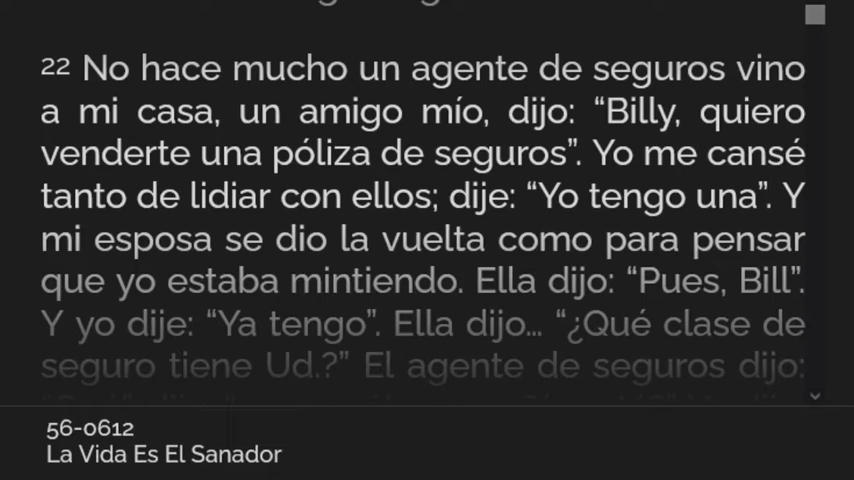 22 No hace mucho un agente de seguros vino
a mi casa, un amigo mío, dijo: “Billy, quiero
venderte una póliza de seguros”. Yo me cansé
tanto de lidiar con ellos; dije: “Yo tengo una”. Y
mi esposa se dio la vuelta como para pensar
que yo estaba mintiendo. Ella dijo: “Pues, Bill”.
Y yo dije: “Ya tengo”. Ella dijo... “¿Qué clase de
seguro tiene Ud.?” El agente de seguros dijo:
56-0612
La Vida Es El Sanador